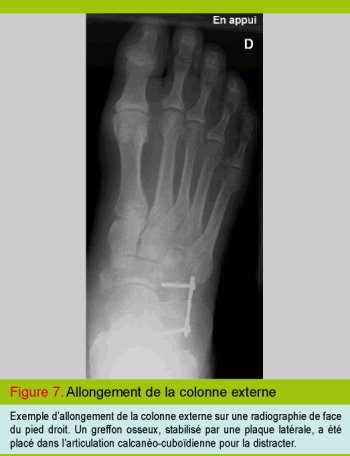 En appui
D
Figure 7. Allongement de la colonne externe
Exemple d'allongement de la colonne externe sur une radiographie de face
du pied droit. Un greffon osseux, stabilisé par une plaque latérale, a été
placé dans l'articulation calcanéo-cuboïdienne pour la distracter.